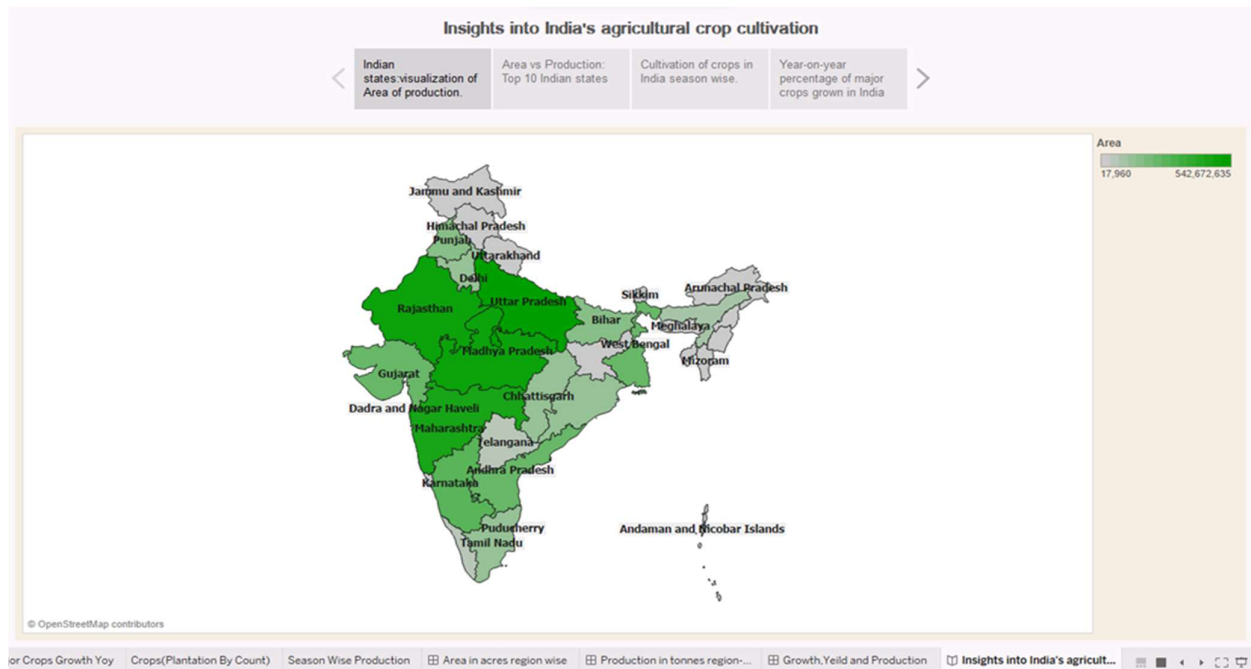 Insights into India's agricultural crop cultivation
Indian
states:visualization of
Area of production.
Area vs Production:
Top 10 Indian states
Cultivation of crops in
India season wise.
Year-on-year
percentage of major
crops grown in India
Area
17,960 542,672,635
Jammu and Kashmir
Himachal Pradesh
Punjab
Uttarakhand
Delhi
Sikkim
Arunachal Pradesh
Rajasthan
Uttar Pradesh
Bihar
Meghalaya
West Bengal
Madhya Pradesh
Mizoram
Gujarat
Chhattisgarh
Dadra and Nagar Haveli
Maharashtra
Telangana
Andhra Pradesh
Karnataka
Puducherry
Andaman and Nicobar Islands
Tamil Nadu
© OpenStreetMap contributors
or Crops Growth Yoy Crops(Plantation By Count) Season Wise Production Area in acres region wise Production in tonnes region-... Growth,Yeild and Production Insights into India's agricult...